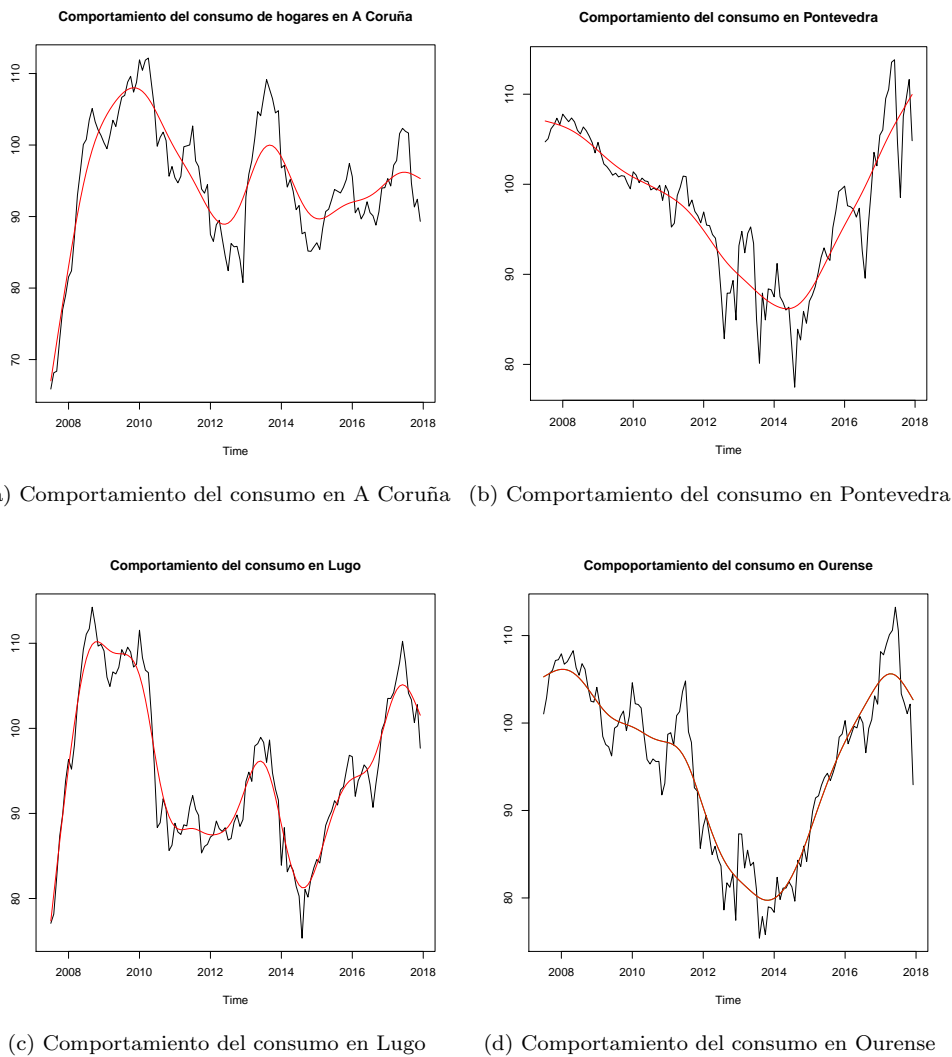 Comportamiento del consumo de hogares en A Coruña
110
100
90
80
70
2008 2010 2012 2014 2016 2018
Time
Comportamiento del consumo en Pontevedra
110
100
90
80
2008 2010 2012 2014 2016 2018
Time
) Comportamiento del consumo en A Coruña
(b) Comportamiento del consumo en Pontevedra
Comportamiento del consumo en Lugo
110
100
90
80
2008 2010 2012 2014 2016 2018
Time
Compoportamiento del consumo en Ourense
110
100
90
80
2008 2010 2012 2014 2016 2018
Time
(c) Comportamiento del consumo en Lugo
(d) Comportamiento del consumo en Ourense